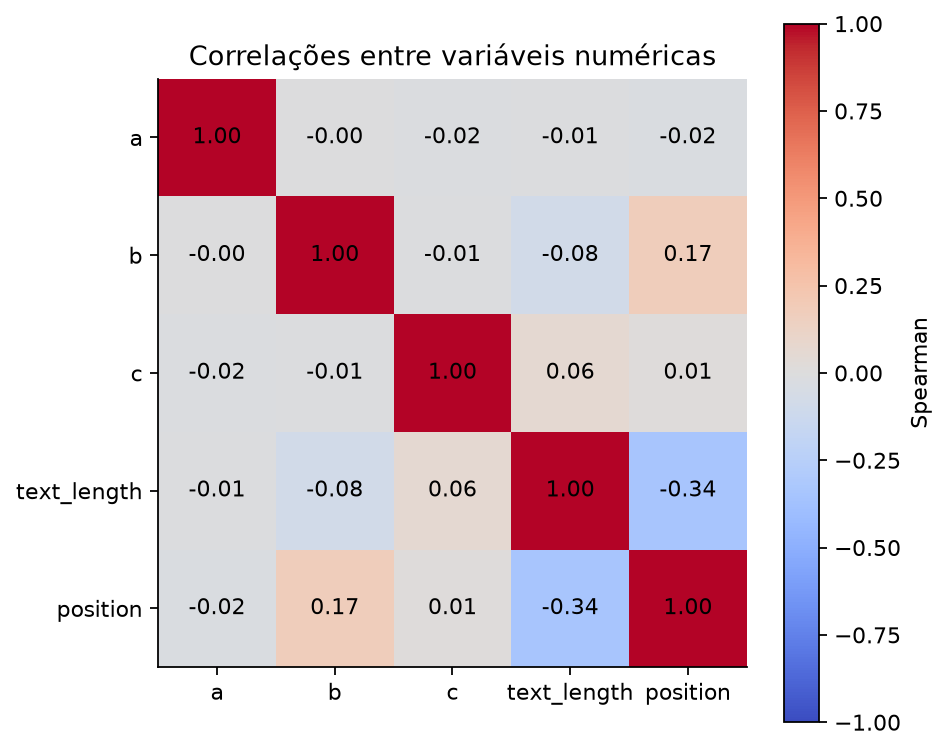 Correlações entre variáveis numéricas
a 1.00 -0.00 -0.02 -0.01 -0.02
b -0.00 1.00 -0.01 -0.08 0.17
c -0.02 -0.01 1.00 0.06 0.01
text_length -0.01 -0.08 0.06 1.00 -0.34
position -0.02 0.17 0.01 -0.34 1.00
a b c text_length position
1.00
0.75
0.50
0.25
0.00
−0.25
−0.50
−0.75
−1.00
Spearman